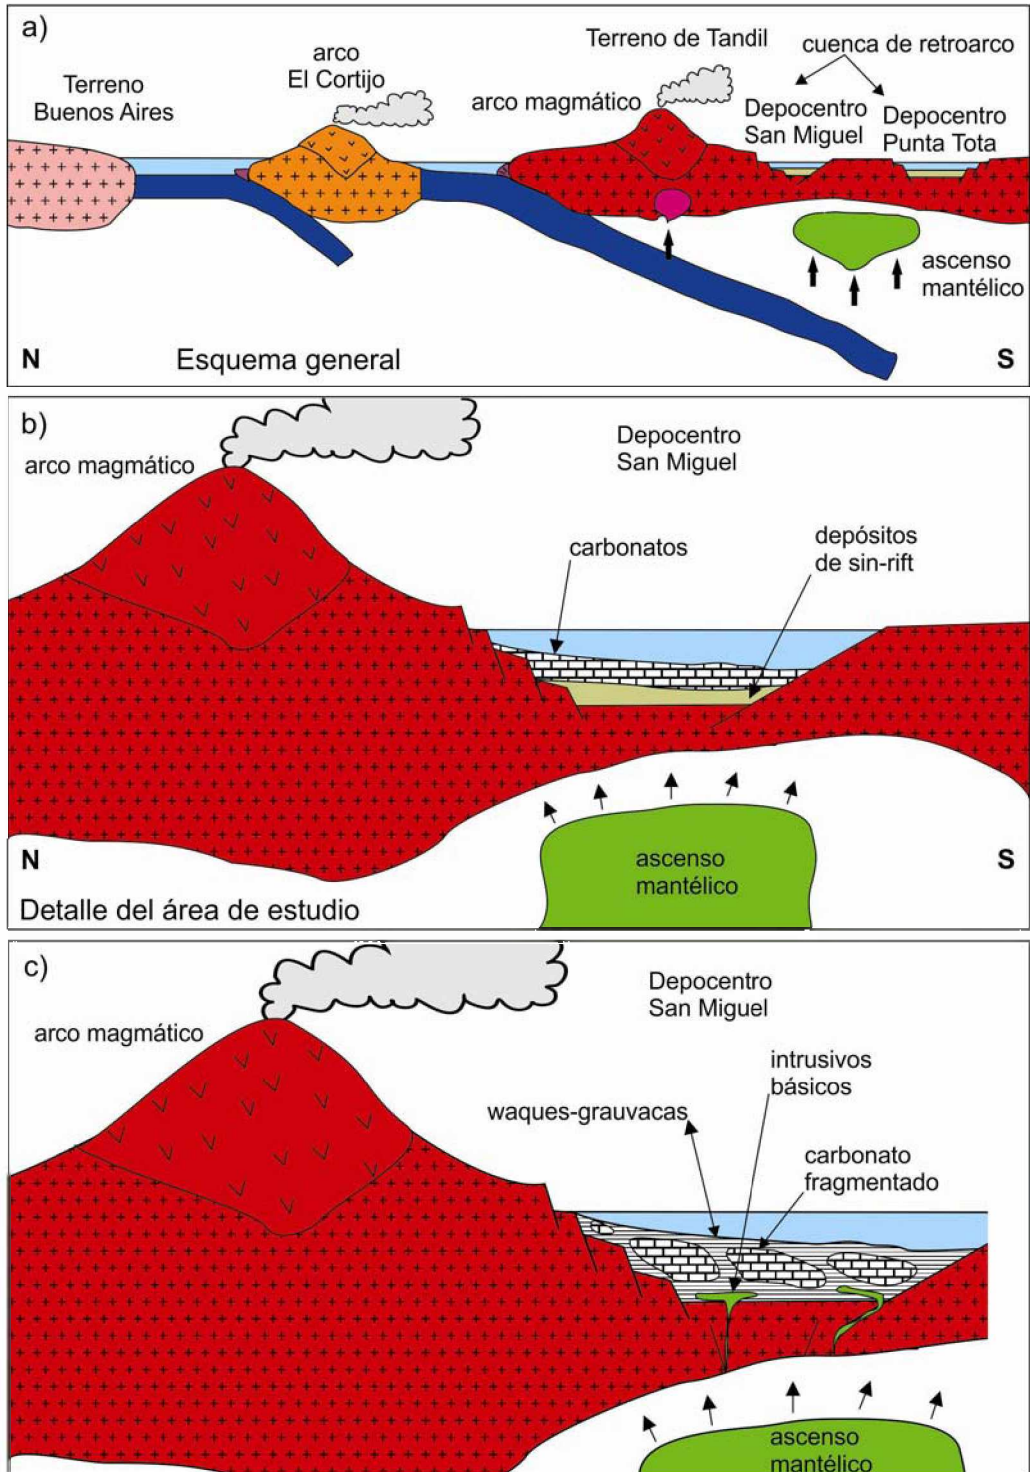 a)
Terreno
Buenos Aires
arco
El Cortijo
arco magmático
Terreno de Tandil
cuenca de retroarco
Depocentro
San Miguel
Depocentro
Punta Tota
ascenso
mantélico
N
Esquema general
S
b)
arco magmático
Depocentro
San Miguel
carbonatos
depósitos
de sin-rift
ascenso
mantélico
N
S
Detalle del área de estudio
c)
arco magmático
Depocentro
San Miguel
intrusivos
básicos
waques-grauvacas
carbonato
fragmentado
ascenso
mantélico